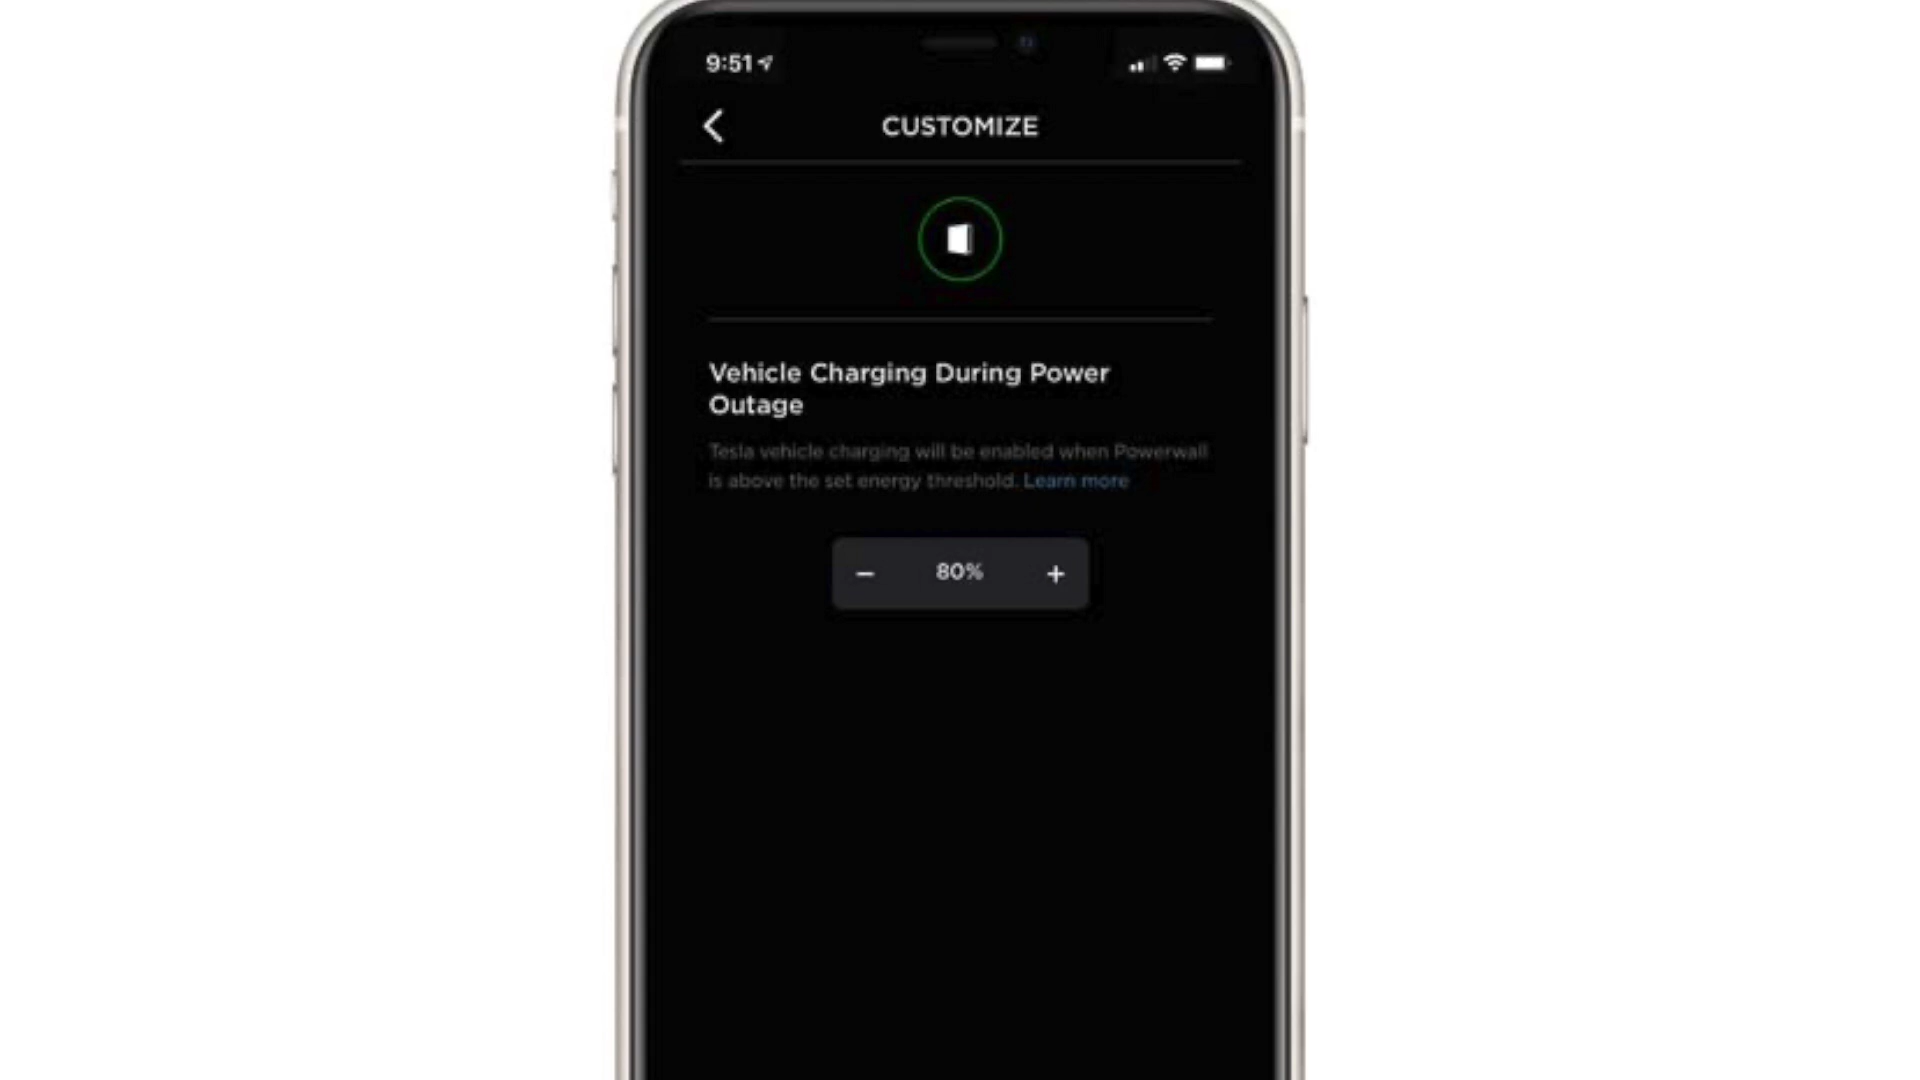 9:51
CUSTOMIZE
Vehicle Charging During Power
Outage
Tesla vehicle charging will be enabled when Powerwall
is above the set energy threshold. Learn more
− 80% +